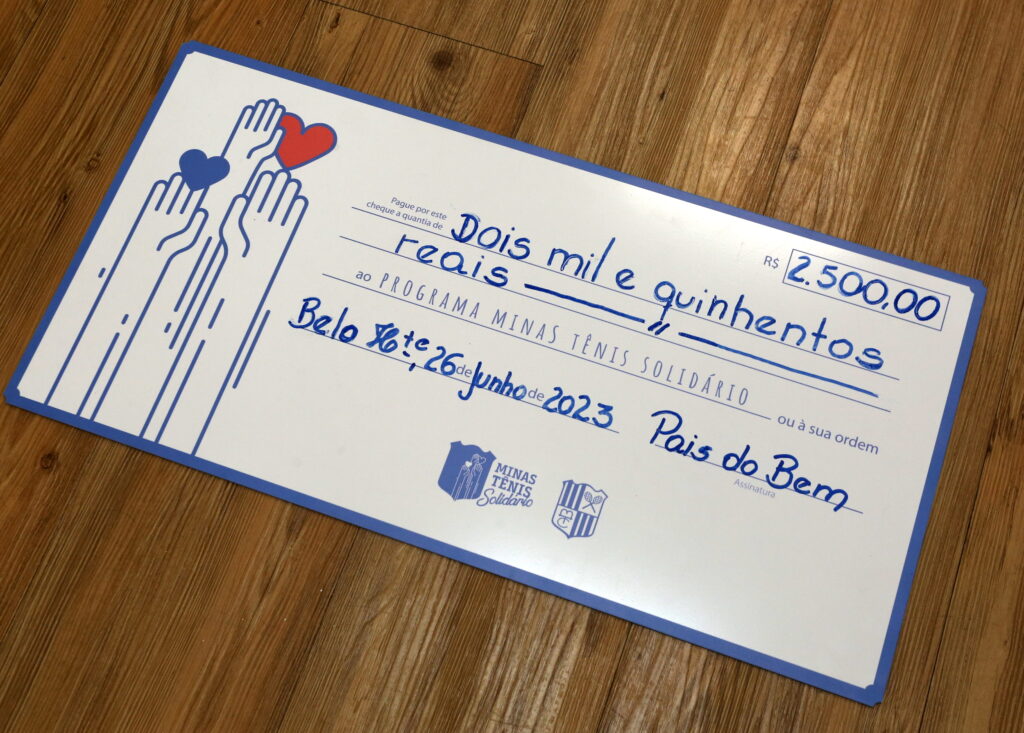 R$ 2.500,00
Pague por este
cheque a quantia de
Dois mil e quinhentos
reais
ao PROGRAMA MINAS TÊNIS SOLIDÁRIO ou à sua ordem
Belo Hte, 26 de junho de 2023
Pais do Bem
Assinatura
MINAS
TÊNIS
Solidário